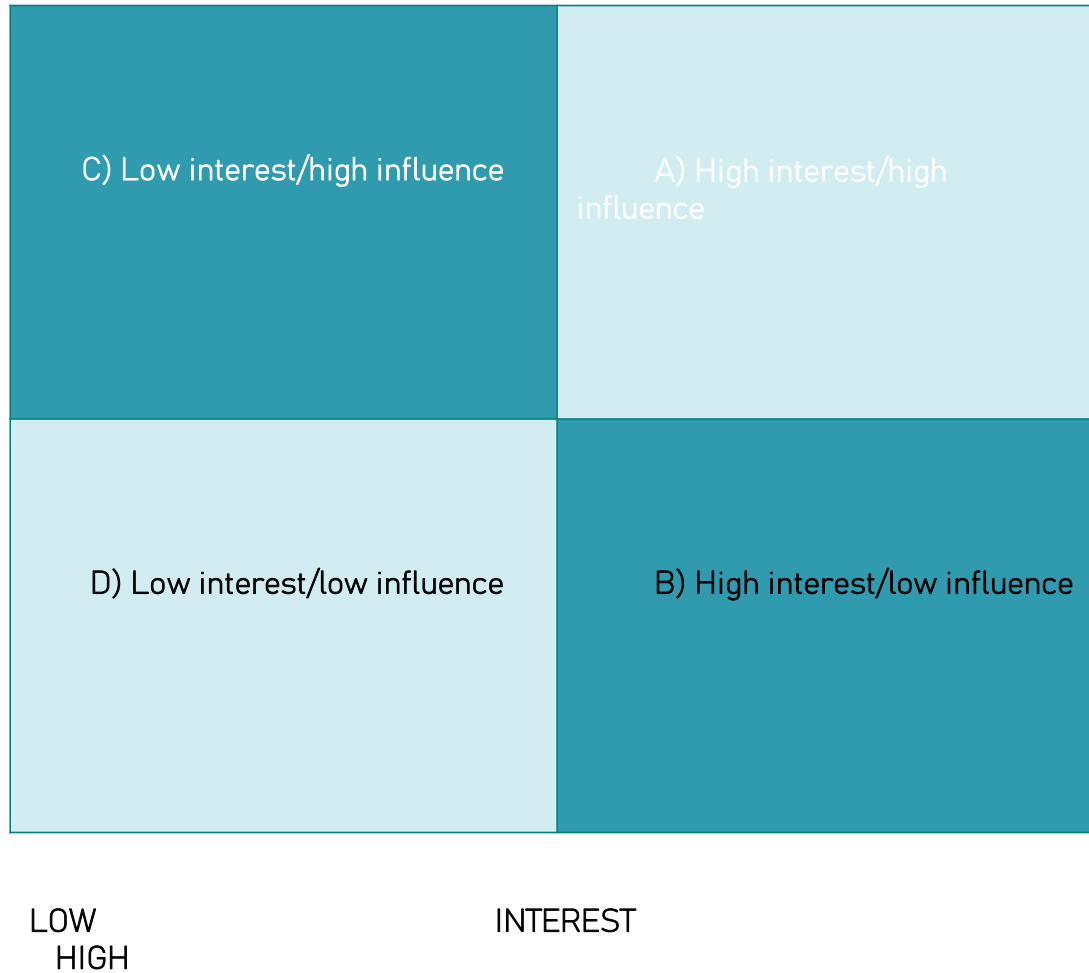 C) Low interest/high influence
A) High interest/high
influence
D) Low interest/low influence
B) High interest/low influence
LOW INTEREST
HIGH